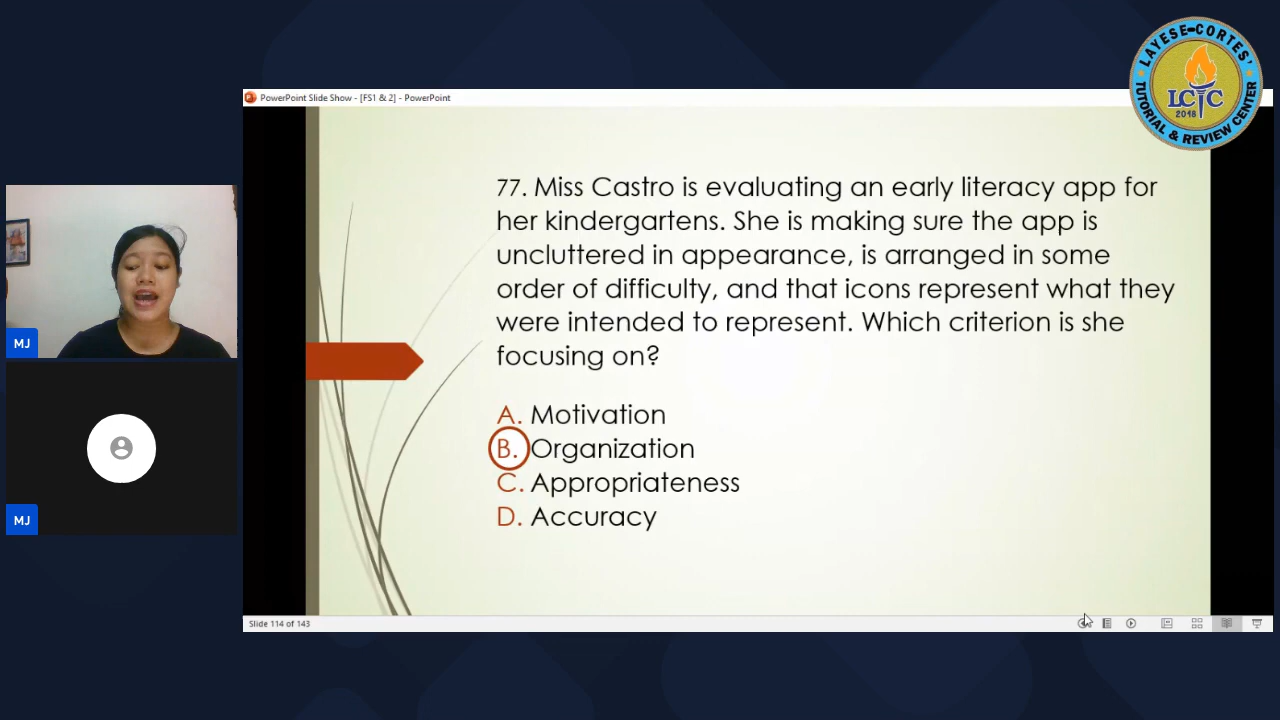 LAYESE-CORTES'
LCTC
2018
TUTORIAL & REVIEW CENTER
PowerPoint Slide Show - [FS1 & 2] - PowerPoint
77. Miss Castro is evaluating an early literacy app for
her kindergartens. She is making sure the app is
uncluttered in appearance, is arranged in some
order of difficulty, and that icons represent what they
were intended to represent. Which criterion is she
focusing on?
A. Motivation
B. Organization
C. Appropriateness
D. Accuracy
MJ
MJ
Slide 114 of 143